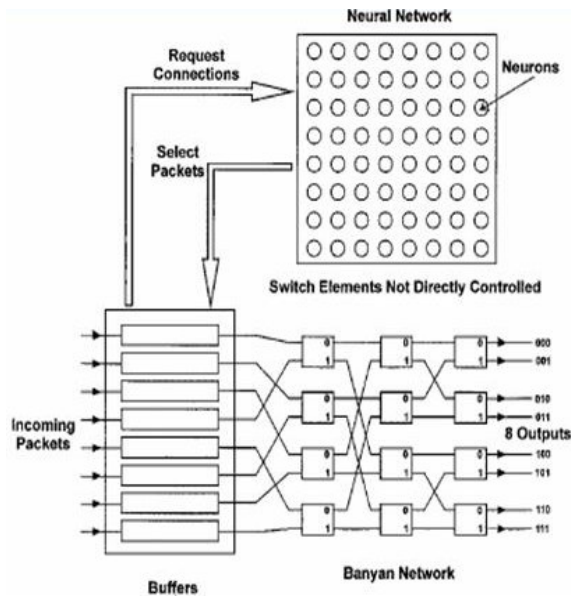 Neural Network
Request
Connections
Neurons
Select
Packets
Switch Elements Not Directly Controlled
0
1
0
1
0
1
000
001
0
1
0
1
0
1
010
011
Incoming
Packets
8 Outputs
0
1
0
1
0
1
100
101
0
1
0
1
0
1
110
111
Buffers
Banyan Network